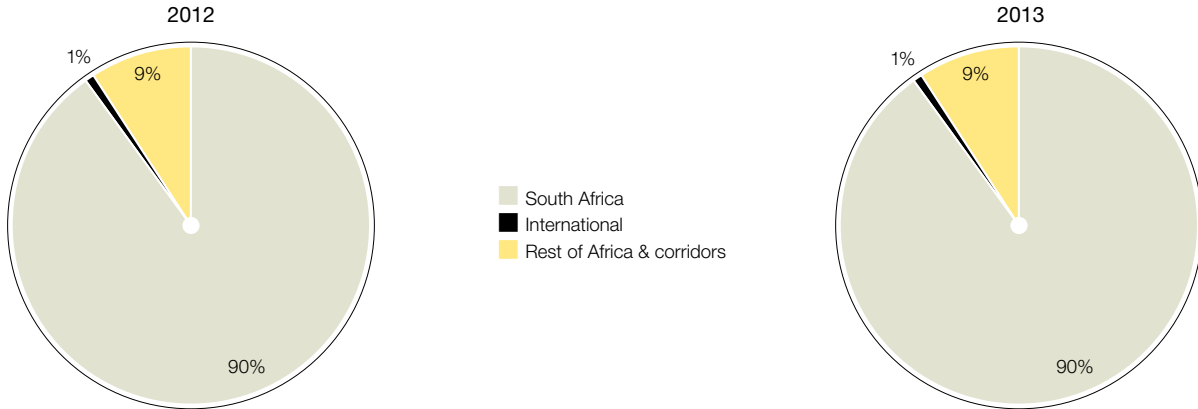 2012
1%
9%
90%
South Africa
International
Rest of Africa & corridors
2013
1%
9%
90%